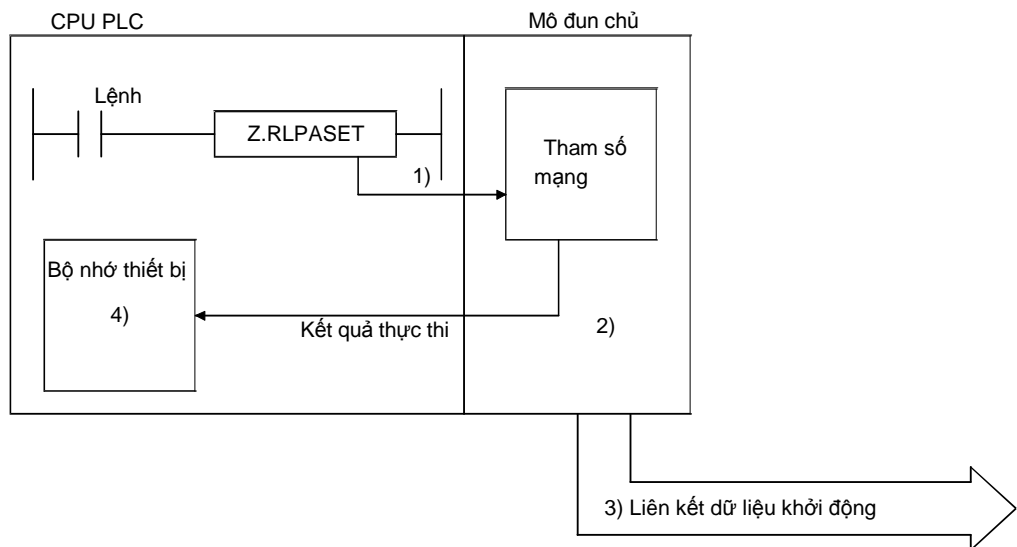 CPU PLC
Mô đun chủ
Lệnh
Z.RLPASET
1)
Tham số
mạng
Bộ nhớ thiết bị
4)
Kết quả thực thi
2)
3) Liên kết dữ liệu khởi động